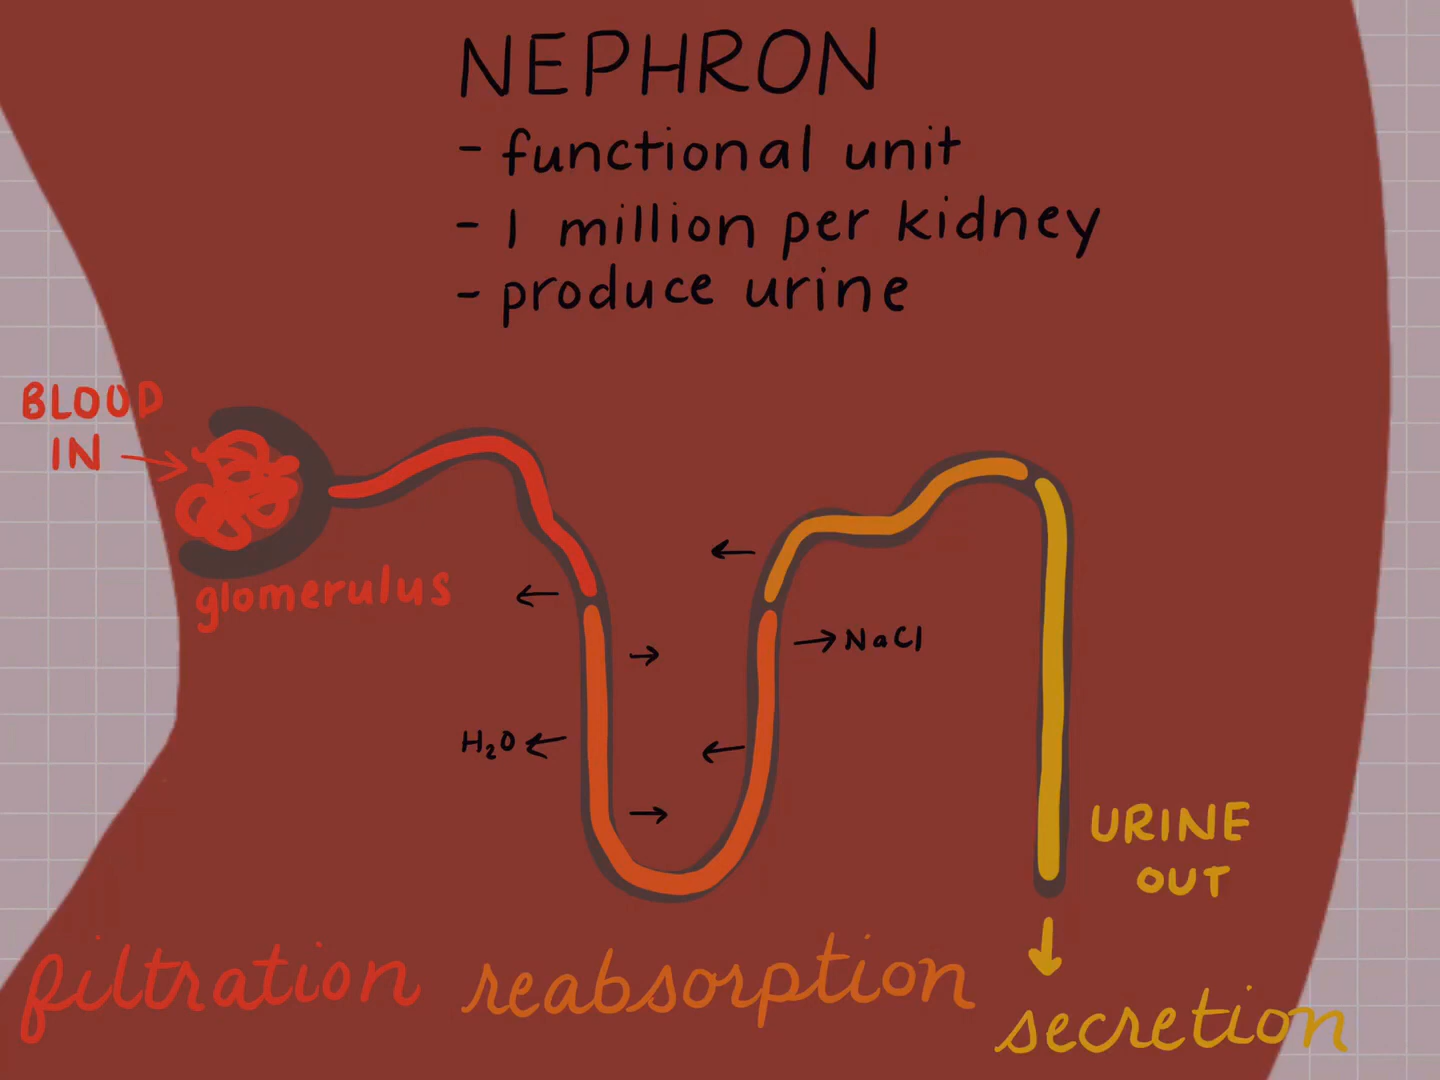 NEPHRON
- functional unit
- 1 million per kidney
- produce urine
BLOOD
IN
glomerulus
NaCl
H₂O
URINE
OUT
filtration
reabsorption
secretion